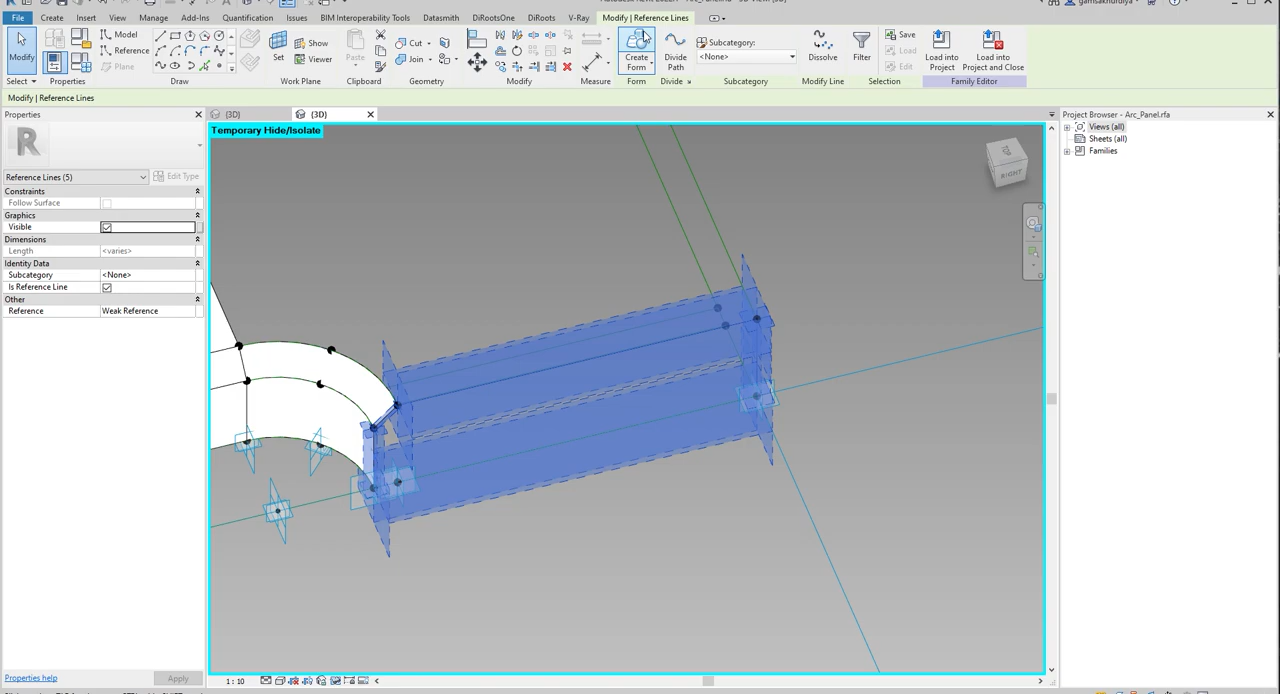 File Create Insert View Manage Add-Ins Quantification Issues BIM Interoperability Tools Datasmith DiRootsOne DiRoots V-Ray Modify | Reference Lines
Modify
Model
Reference
Plane
Set
Show
Viewer
Paste
Cut
Join
Create
Form
Divide
Path
Subcategory:
<None>
Dissolve
Filter
Save
Load
Edit
Load into
Project
Load into
Project and Close
Select Properties Draw Work Plane Clipboard Geometry Modify Measure Form Divide Subcategory Modify Line Selection Family Editor
Modify | Reference Lines
Properties
{3D}
{3D}
Project Browser - Arc_Panel.rfa
R
Temporary Hide/Isolate
Views (all)
Sheets (all)
Families
TOP
RIGHT
Reference Lines (5)
Edit Type
Constraints
Follow Surface
Graphics
Visible
Dimensions
Length <varies>
Identity Data
Subcategory <None>
Is Reference Line
Other
Reference Weak Reference
Properties help
Apply
1 : 10